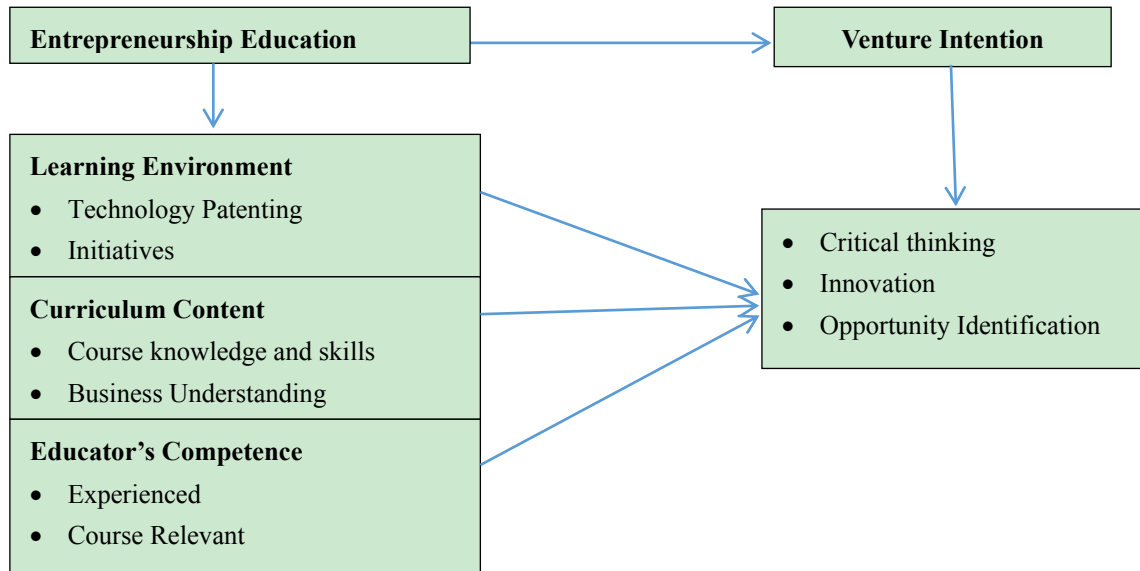 Entrepreneurship Education
Venture Intention
Learning Environment
• Technology Patenting
• Initiatives
Curriculum Content
• Course knowledge and skills
• Business Understanding
Educator’s Competence
• Experienced
• Course Relevant
• Critical thinking
• Innovation
• Opportunity Identification